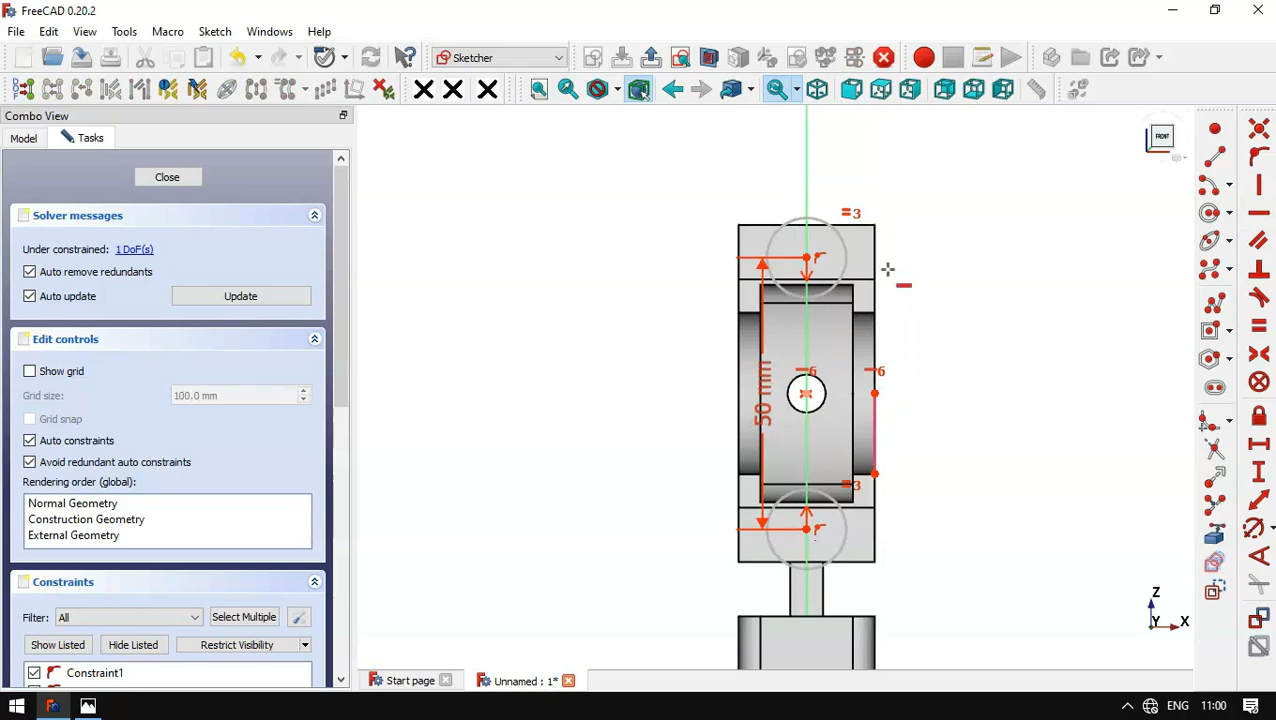 FreeCAD 0.20.2
File Edit View Tools Macro Sketch Windows Help
Sketcher
Combo View
Model Tasks
Close
Solver messages
Under constrained: 1 DoF(s)
Auto remove redundants
Auto update Update
Edit controls
Show grid
Grid size: 100.0 mm
Grid snap
Auto constraints
Avoid redundant auto constraints
Rendering order (global):
Normal Geometry
Construction Geometry
External Geometry
Constraints
Filter: All Select Multiple
Show Listed Hide Listed Restrict Visibility
Constraint1
FRONT
3
6 6
50 mm
3
Z
Y X
Start page Unnamed : 1*
ENG 11:00